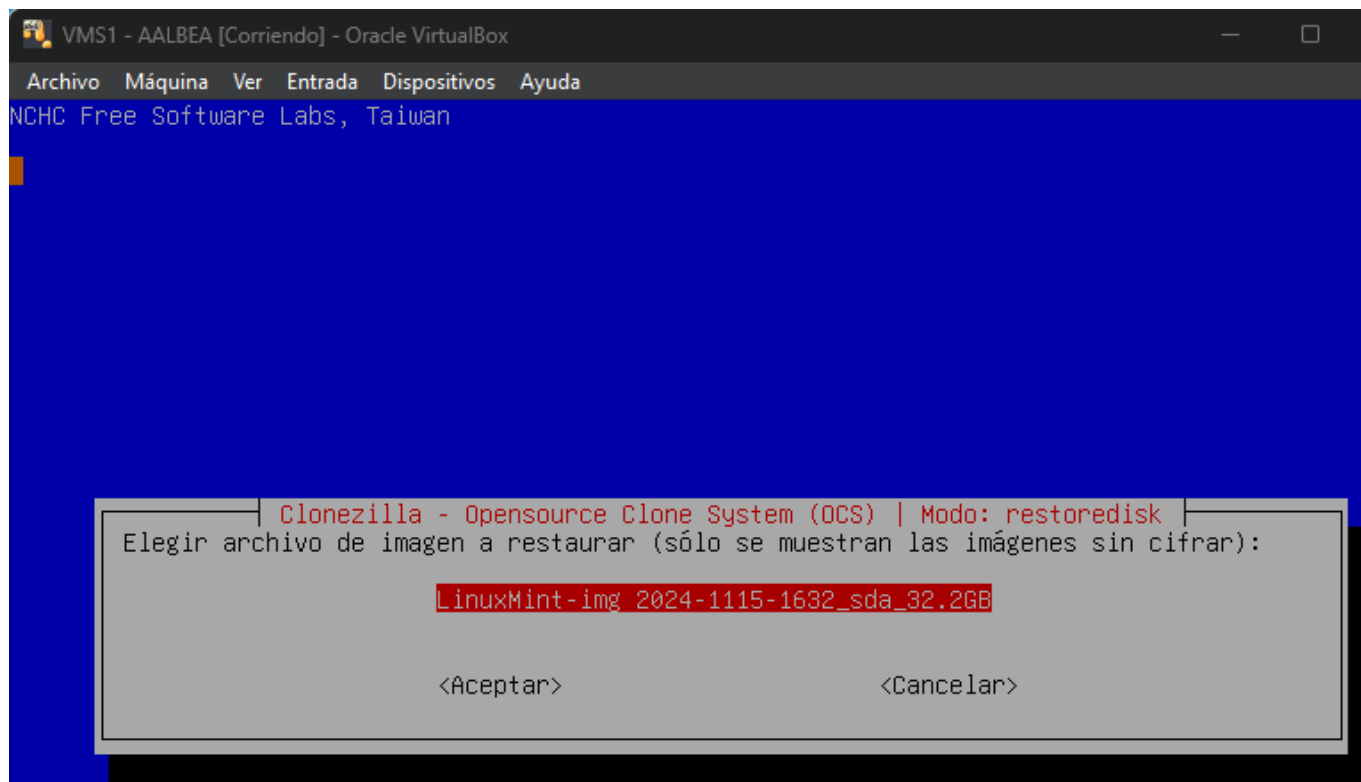 VMS1 - AALBEA [Corriendo] - Oracle VirtualBox
Archivo Máquina Ver Entrada Dispositivos Ayuda
NCHC Free Software Labs, Taiwan
Clonezilla - Opensource Clone System (OCS) | Modo: restoredisk
Elegir archivo de imagen a restaurar (sólo se muestran las imágenes sin cifrar):
LinuxMint-img 2024-1115-1632_sda_32.2GB
<Aceptar> <Cancelar>